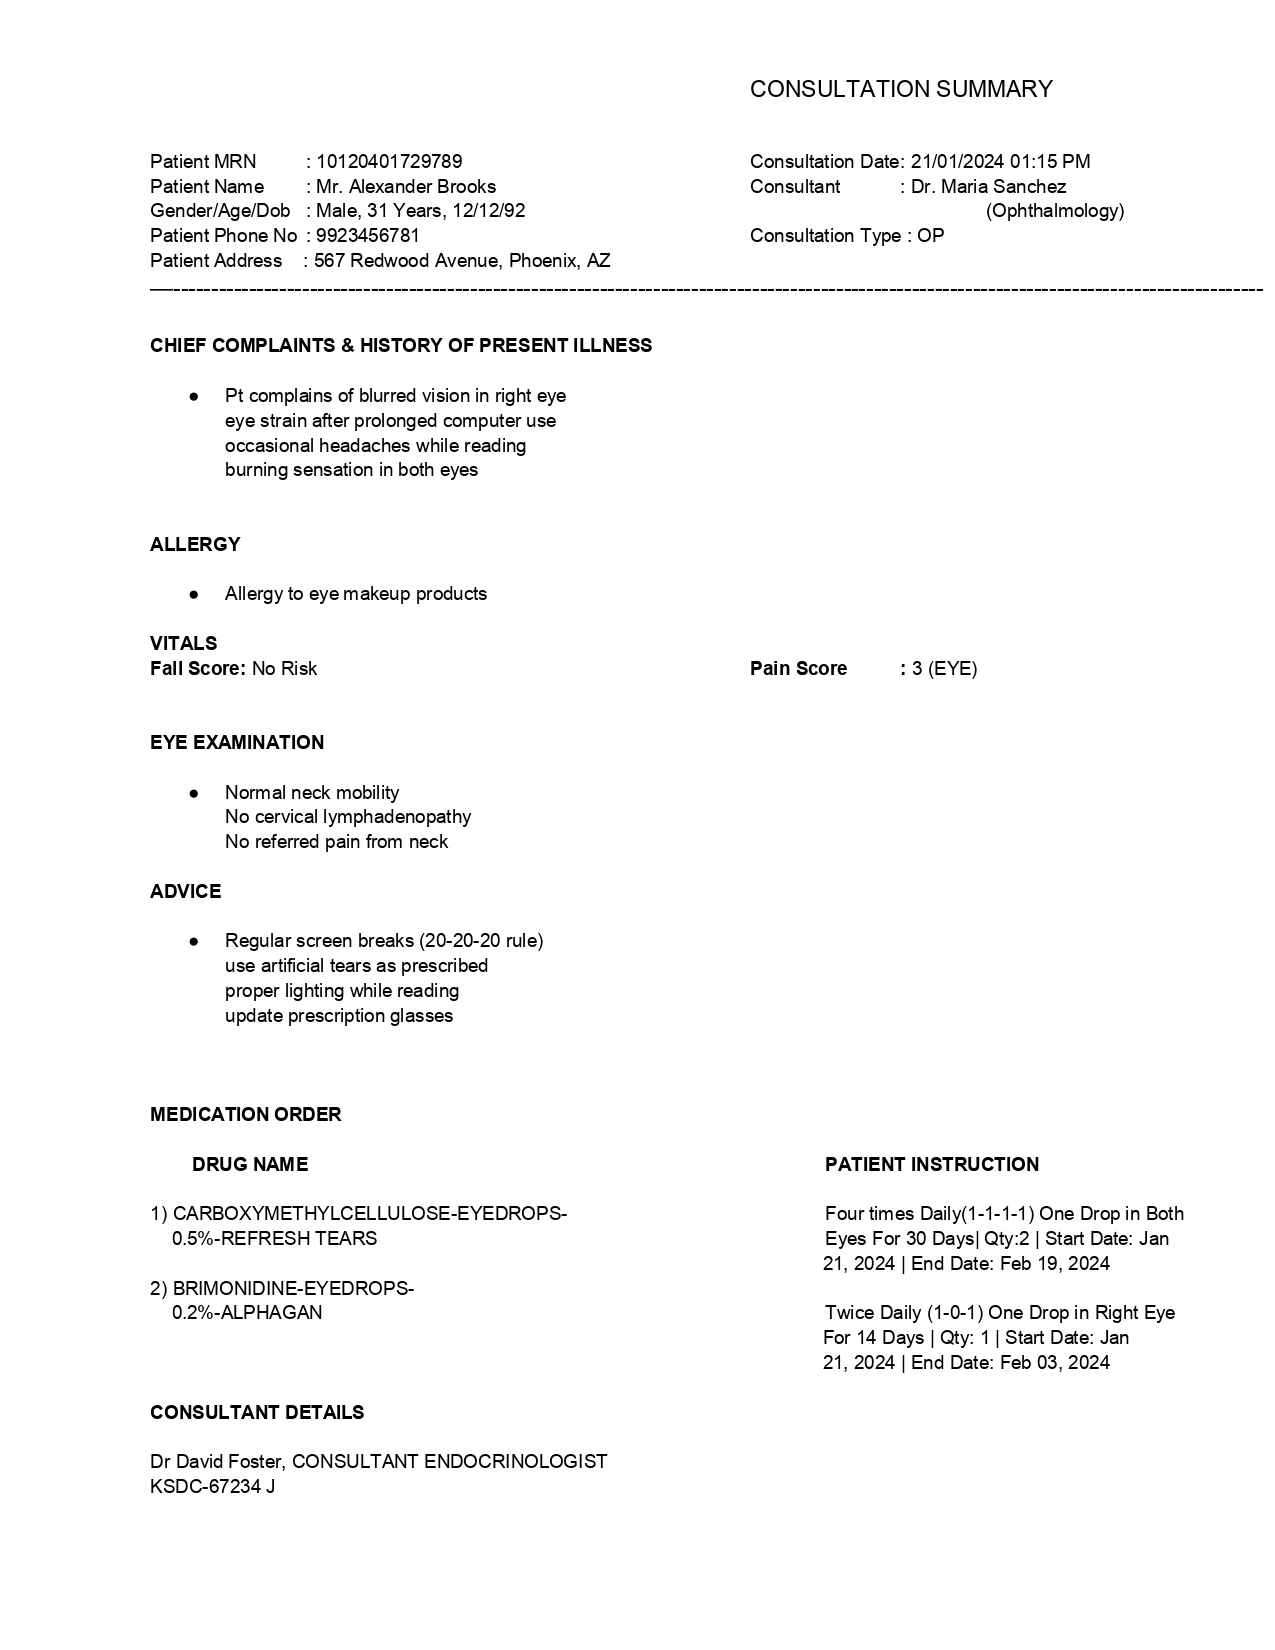 CONSULTATION SUMMARY
Patient MRN : 10120401729789 Consultation Date: 21/01/2024 01:15 PM
Patient Name : Mr. Alexander Brooks Consultant : Dr. Maria Sanchez
Gender/Age/Dob : Male, 31 Years, 12/12/92 (Ophthalmology)
Patient Phone No : 9923456781 Consultation Type : OP
Patient Address : 567 Redwood Avenue, Phoenix, AZ
CHIEF COMPLAINTS & HISTORY OF PRESENT ILLNESS
● Pt complains of blurred vision in right eye
eye strain after prolonged computer use
occasional headaches while reading
burning sensation in both eyes
ALLERGY
● Allergy to eye makeup products
VITALS
Fall Score: No Risk Pain Score : 3 (EYE)
EYE EXAMINATION
● Normal neck mobility
No cervical lymphadenopathy
No referred pain from neck
ADVICE
● Regular screen breaks (20-20-20 rule)
use artificial tears as prescribed
proper lighting while reading
update prescription glasses
MEDICATION ORDER
DRUG NAME PATIENT INSTRUCTION
1) CARBOXYMETHYLCELLULOSE-EYEDROPS- Four times Daily(1-1-1-1) One Drop in Both
0.5%-REFRESH TEARS Eyes For 30 Days| Qty:2 | Start Date: Jan
21, 2024 | End Date: Feb 19, 2024
2) BRIMONIDINE-EYEDROPS-
0.2%-ALPHAGAN Twice Daily (1-0-1) One Drop in Right Eye
For 14 Days | Qty: 1 | Start Date: Jan
21, 2024 | End Date: Feb 03, 2024
CONSULTANT DETAILS
Dr David Foster, CONSULTANT ENDOCRINOLOGIST
KSDC-67234 J